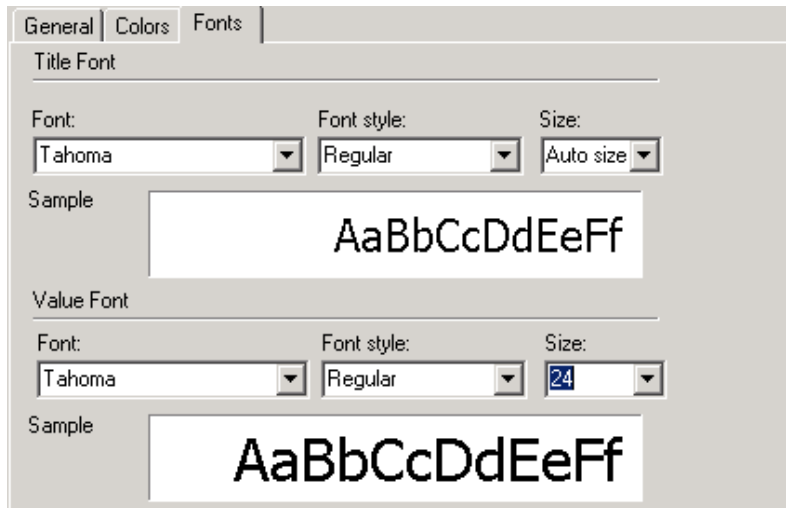 General Colors Fonts
Title Font
Font: Font style: Size:
Tahoma Regular Auto size
Sample
AaBbCcDdEeFf
Value Font
Font: Font style: Size:
Tahoma Regular 24
Sample
AaBbCcDdEeFf